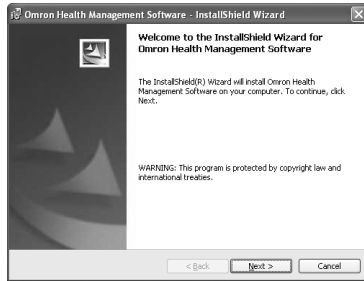 Omron Health Management Software - InstallShield Wizard
Welcome to the InstallShield Wizard for
Omron Health Management Software
The InstallShield(R) Wizard will install Omron Health
Management Software on your computer. To continue, click
Next.
WARNING: This program is protected by copyright law and
international treaties.
< Back
Next >
Cancel